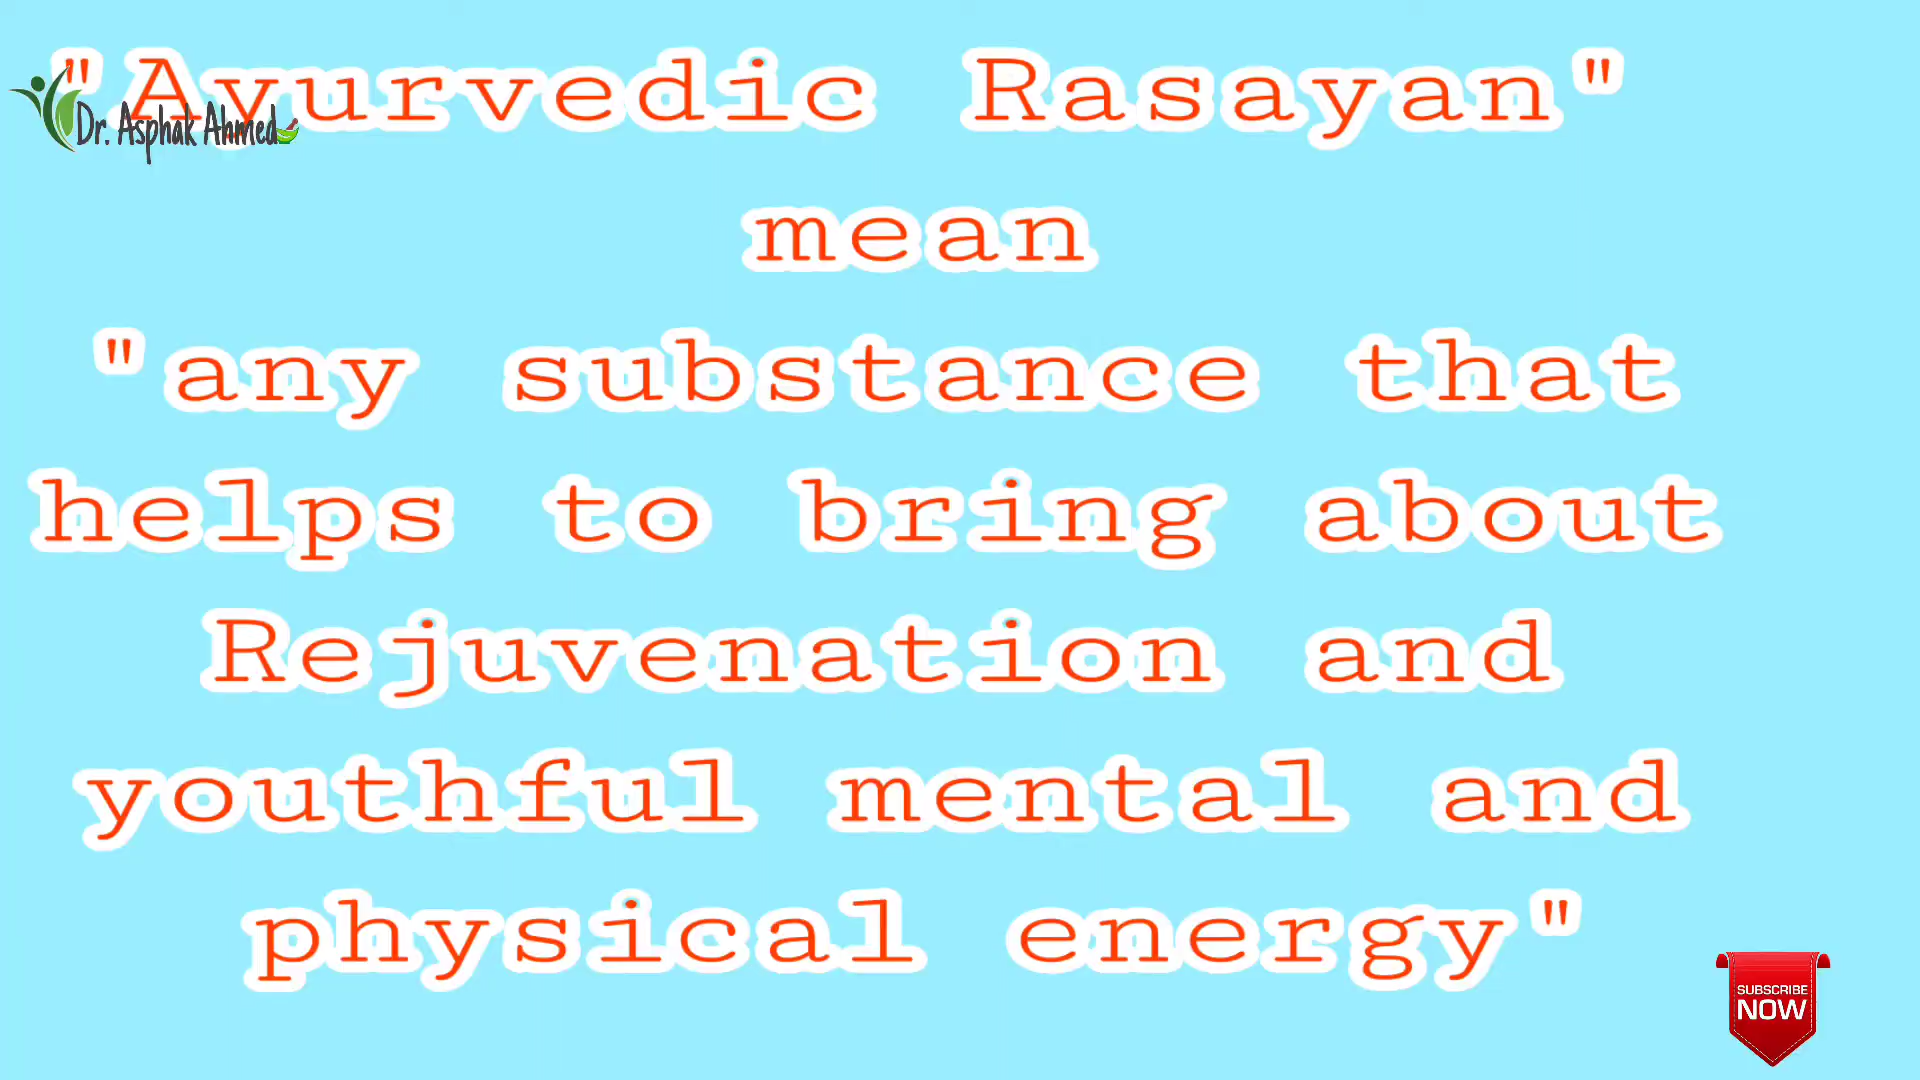 "Ayurvedic Rasayan"
Dr. Asphak Ahmed
mean
"any substance that
helps to bring about
Rejuvenation and
youthful mental and
physical energy"
SUBSCRIBE
NOW